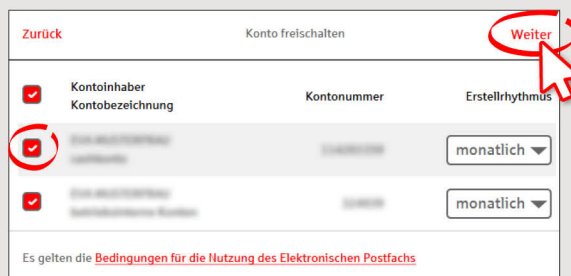 Zurück Konto freischalten Weiter
Kontoinhaber
Kontobezeichnung Kontonummer Erstellrhythmus
monatlich
monatlich
Es gelten die Bedingungen für die Nutzung des Elektronischen Postfachs